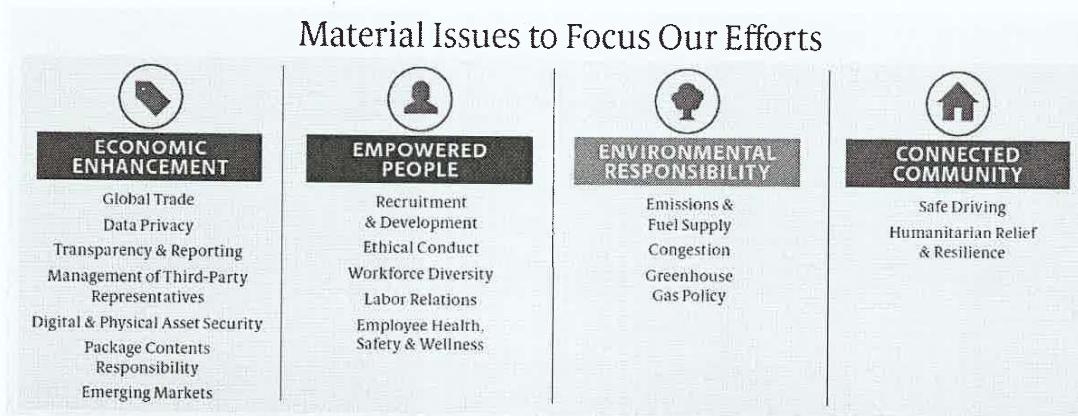 Material Issues to Focus Our Efforts
ECONOMIC
ENHANCEMENT
Global Trade
Data Privacy
Transparency & Reporting
Management of Third-Party
Representatives
Digital & Physical Asset Security
Package Contents
Responsibility
Emerging Markets
EMPOWERED
PEOPLE
Recruitment
& Development
Ethical Conduct
Workforce Diversity
Labor Relations
Employee Health,
Safety & Wellness
ENVIRONMENTAL
RESPONSIBILITY
Emissions &
Fuel Supply
Congestion
Greenhouse
Gas Policy
CONNECTED
COMMUNITY
Safe Driving
Humanitarian Relief
& Resilience